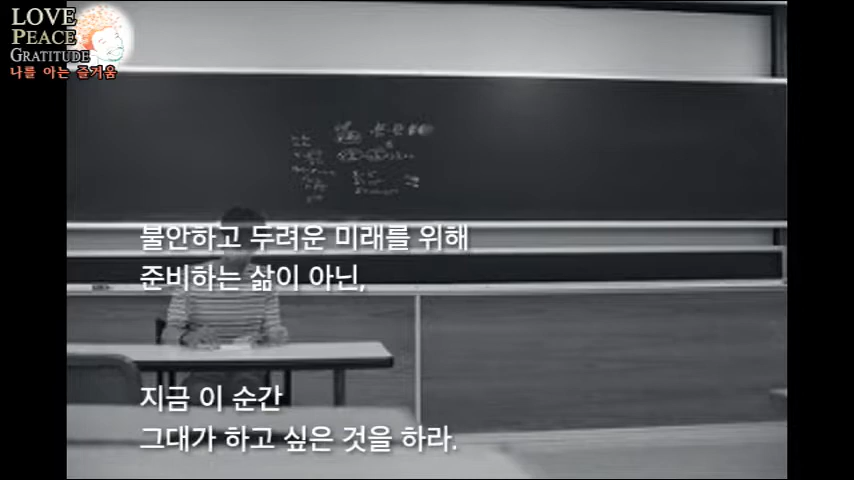 LOVE
PEACE
GRATITUDE
나를 아는 즐거움
불안하고 두려운 미래를 위해
준비하는 삶이 아닌,
지금 이 순간
그대가 하고 싶은 것을 하라.